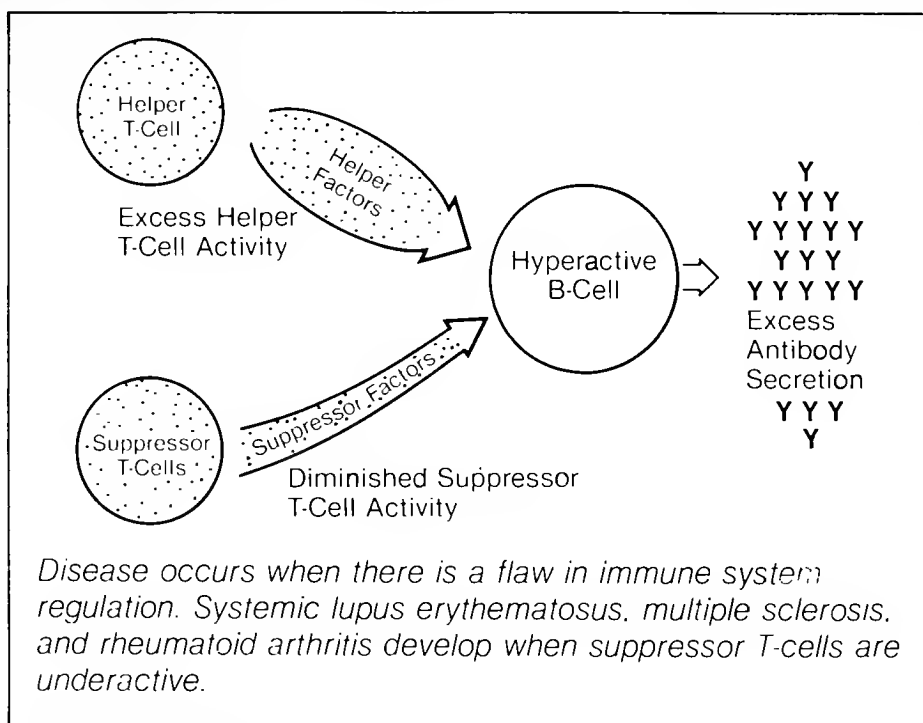 Helper
T-Cell
Helper
Factors
Excess Helper
T-Cell Activity
Hyperactive
B-Cell
Y
Y Y Y
Y Y Y Y Y
Y Y Y
Y Y Y Y Y
Excess
Antibody
Secretion
Y Y Y
Y
Suppressor
T-Cells
Suppressor Factors
Diminished Suppressor
T-Cell Activity
Disease occurs when there is a flaw in immune system
regulation. Systemic lupus erythematosus, multiple sclerosis,
and rheumatoid arthritis develop when suppressor T-cells are
underactive.